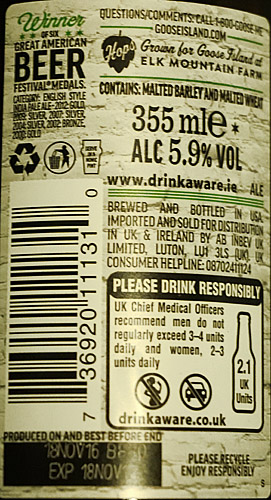 Winner
OF SIX
GREAT AMERICAN
BEER
FESTIVAL MEDALS.
CATEGORY: ENGLISH STYLE
INDIA PALE ALE- 2012: GOLD,
2009: SILVER, 2007: SILVER,
2004: SILVER, 2002: BRONZE,
2000: GOLD
QUESTIONS/COMMENTS: CALL 1-800-GOOSE-ME
GOOSEISLAND.COM
Hops
Grown for Goose Island at
ELK MOUNTAIN FARM
CONTAINS: MALTED BARLEY AND MALTED WHEAT
355 ml e *
ALC 5.9% VOL
www.drinkaware.ie ALE
BREWED AND BOTTLED IN USA.
IMPORTED AND SOLD FOR DISTRIBUTION
IN UK & IRELAND BY AB INBEV UK
LIMITED, LUTON, LU1 3LS (UK). UK
CONSUMER HELPLINE: 08702411124
PLEASE DRINK RESPONSIBLY
UK Chief Medical Officers
recommend men do not
regularly exceed 3-4 units
daily and women, 2-3
units daily
2.1
UK
Units
drinkaware.co.uk
7 36920 11131 0
PRODUCED ON AND BEST BEFORE END
18NOV16
EXP 18NOV
PLEASE RECYCLE
ENJOY RESPONSIBLY
S